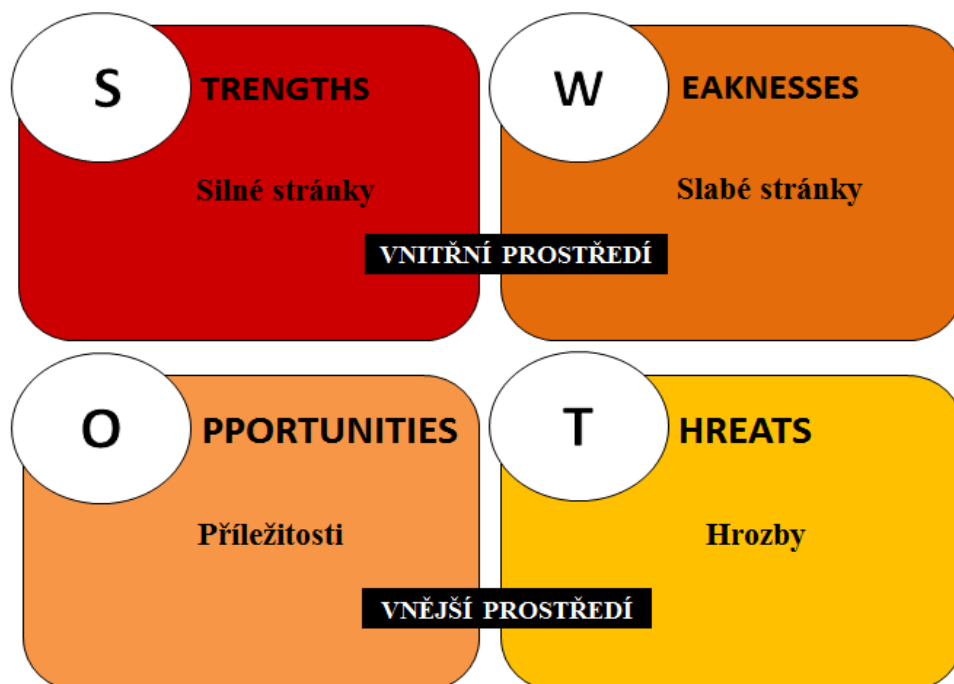 S TRENGTHS
Silné stránky
W EAKNESSES
Slabé stránky
VNITŘNÍ PROSTŘEDÍ
O PPORTUNITIES
Příležitosti
T HREATS
Hrozby
VNĚJŠÍ PROSTŘEDÍ